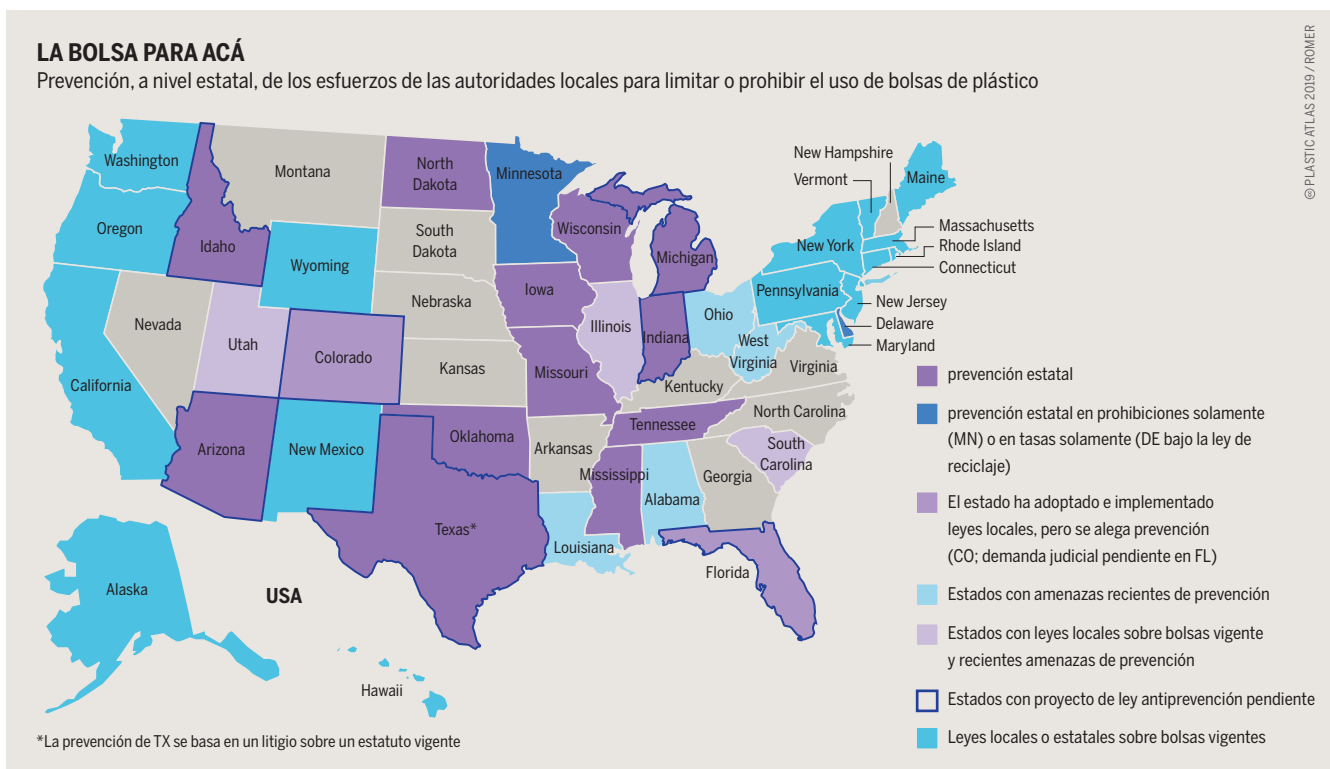 LA BOLSA PARA ACÁ
Prevención, a nivel estatal, de los esfuerzos de las autoridades locales para limitar o prohibir el uso de bolsas de plástico
© PLASTIC ATLAS 2019 / ROMER
Washington
Montana
North
Dakota
Minnesota
New Hampshire
Vermont
Maine
Oregon
Idaho
Wyoming
South
Dakota
Wisconsin
Michigan
New York
Massachusetts
Rhode Island
Connecticut
Nevada
Utah
Colorado
Nebraska
Iowa
Illinois
Indiana
Ohio
Pennsylvania
New Jersey
Delaware
Maryland
California
Kansas
Missouri
Kentucky
West
Virginia
Virginia
Arizona
New Mexico
Oklahoma
Arkansas
Tennessee
North Carolina
South
Carolina
Texas*
Louisiana
Mississippi
Alabama
Georgia
Florida
Alaska
USA
Hawaii
prevención estatal
prevención estatal en prohibiciones solamente
(MN) o en tasas solamente (DE bajo la ley de
reciclaje)
El estado ha adoptado e implementado
leyes locales, pero se alega prevención
(CO; demanda judicial pendiente en FL)
Estados con amenazas recientes de prevención
Estados con leyes locales sobre bolsas vigente
y recientes amenazas de prevención
Estados con proyecto de ley antiprevención pendiente
Leyes locales o estatales sobre bolsas vigentes
*La prevención de TX se basa en un litigio sobre un estatuto vigente